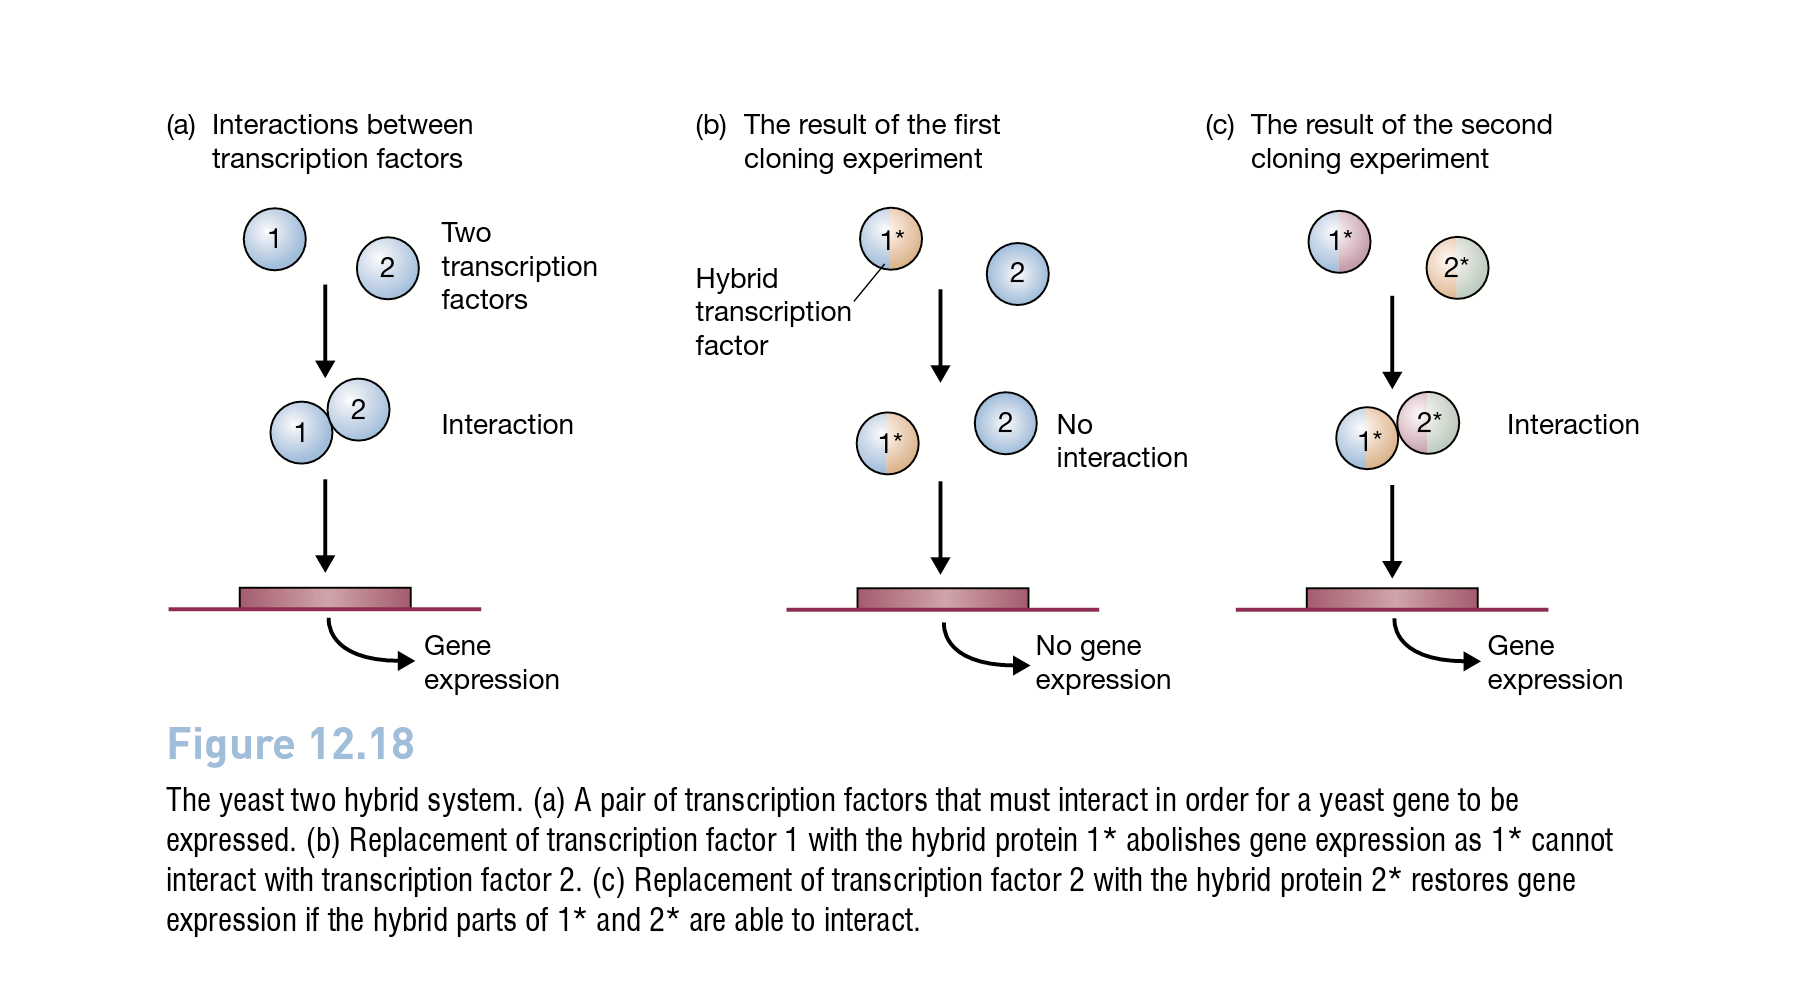 (a) Interactions between
transcription factors
1
2
Two
transcription
factors
1
2
Interaction
Gene
expression
(b) The result of the first
cloning experiment
1*
2
Hybrid
transcription
factor
1*
2
No
interaction
No gene
expression
(c) The result of the second
cloning experiment
1*
2*
1*
2*
Interaction
Gene
expression
Figure 12.18
The yeast two hybrid system. (a) A pair of transcription factors that must interact in order for a yeast gene to be
expressed. (b) Replacement of transcription factor 1 with the hybrid protein 1* abolishes gene expression as 1* cannot
interact with transcription factor 2. (c) Replacement of transcription factor 2 with the hybrid protein 2* restores gene
expression if the hybrid parts of 1* and 2* are able to interact.